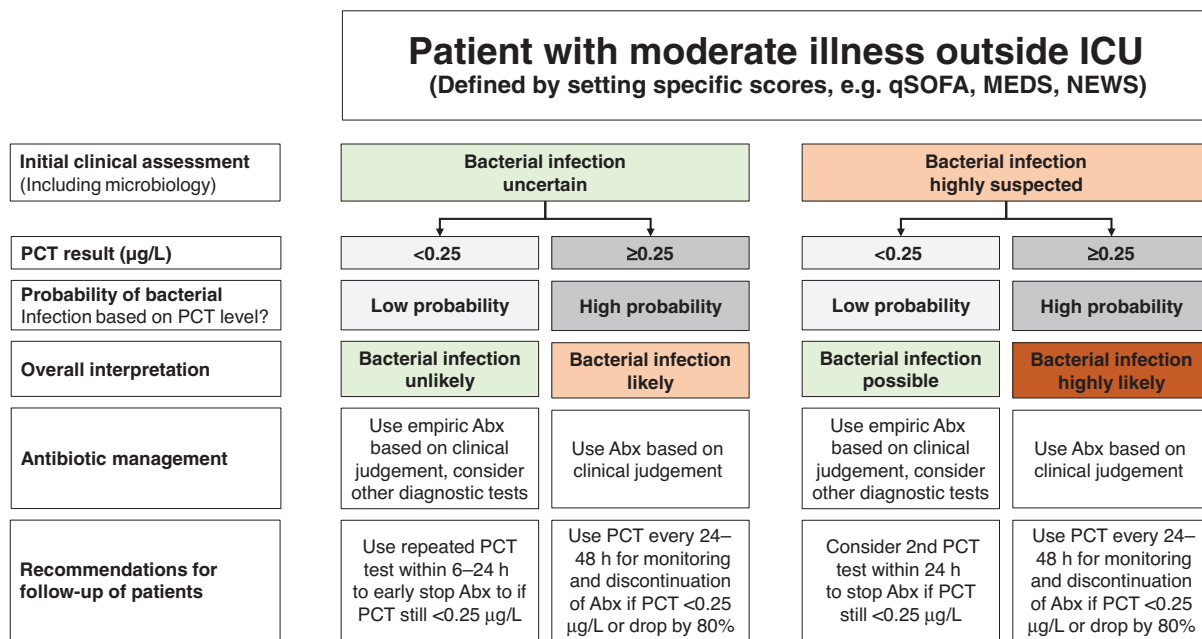 Patient with moderate illness outside ICU
(Defined by setting specific scores, e.g. qSOFA, MEDS, NEWS)
Initial clinical assessment
(Including microbiology)
Bacterial infection
uncertain
Bacterial infection
highly suspected
PCT result (µg/L)
<0.25
≥0.25
<0.25
≥0.25
Probability of bacterial
Infection based on PCT level?
Low probability
High probability
Low probability
High probability
Overall interpretation
Bacterial infection
unlikely
Bacterial infection
likely
Bacterial infection
possible
Bacterial infection
highly likely
Antibiotic management
Use empiric Abx
based on clinical
judgement, consider
other diagnostic tests
Use Abx based on
clinical judgement
Use empiric Abx
based on clinical
judgement, consider
other diagnostic tests
Use Abx based on
clinical judgement
Recommendations for
follow-up of patients
Use repeated PCT
test within 6–24 h
to early stop Abx to if
PCT still <0.25 µg/L
Use PCT every 24–
48 h for monitoring
and discontinuation
of Abx if PCT <0.25
µg/L or drop by 80%
Consider 2nd PCT
test within 24 h
to stop Abx if PCT
still <0.25 µg/L
Use PCT every 24–
48 h for monitoring
and discontinuation
of Abx if PCT <0.25
µg/L or drop by 80%